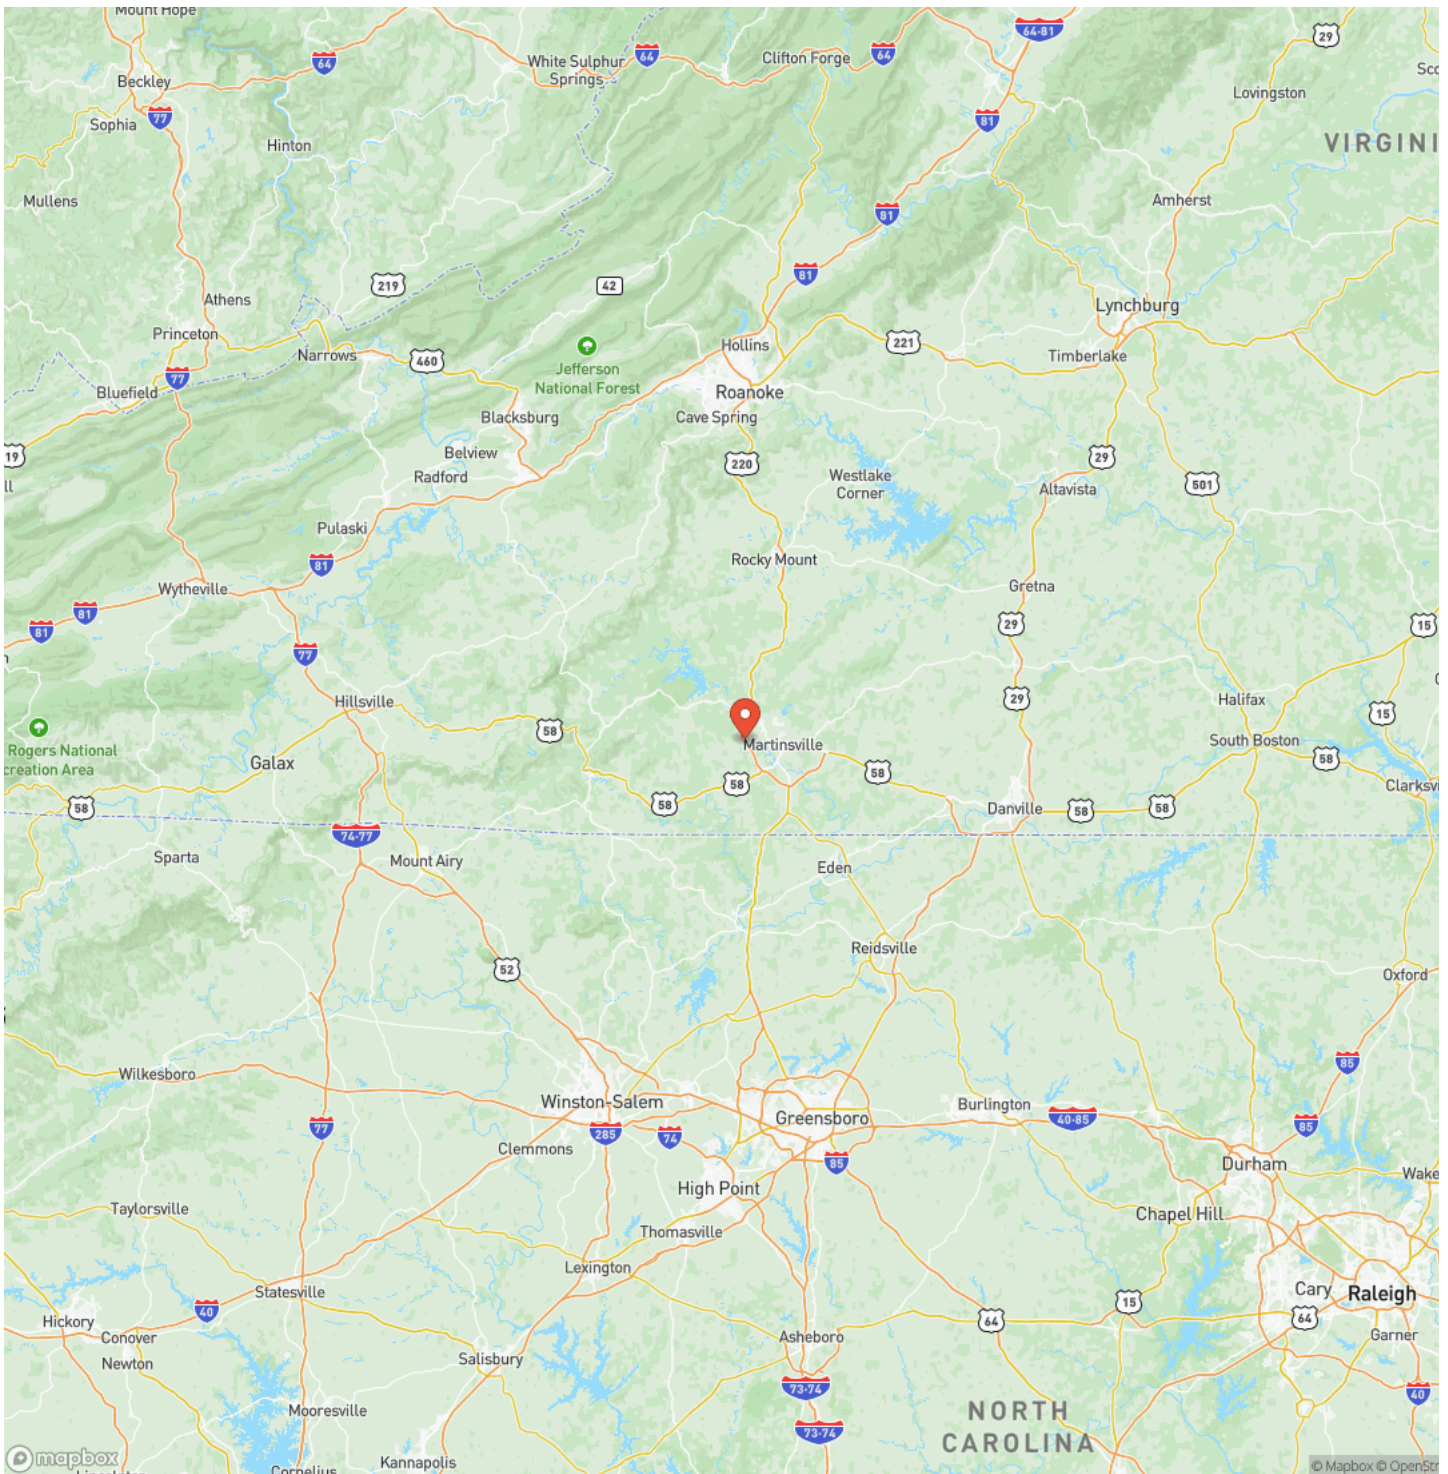 Mount Hope
64-81
29
64
64
64
White Sulphur
Springs
Clifton Forge
Beckley
Lovingston
77
81
Sophia
Hinton
VIRGINI
Mullens
Amherst
81
81
219
42
Athens
Lynchburg
Princeton
Hollins
221
Narrows
460
Timberlake
Jefferson
National Forest
77
Bluefield
Roanoke
Blacksburg
Cave Spring
19
Belview
220
29
Radford
Westlake
Corner
Altavista
501
Pulaski
Rocky Mount
81
Wytheville
Gretna
81
81
29
15
77
Hillsville
29
Halifax
15
58
Martinsville
South Boston
Rogers National
creation Area
Galax
58
58
58
Clarksvi
58
58
Danville
58
58
74-77
Sparta
Mount Airy
Eden
Reidsville
52
Oxford
85
Wilkesboro
Winston-Salem
Burlington
Greensboro
40-85
77
285
74
85
Clemmons
85
Durham
Wake
High Point
Taylorsville
Chapel Hill
Thomasville
Lexington
Statesville
Cary
Raleigh
40
15
64
64
Hickory
Conover
Asheboro
Garner
Newton
Salisbury
73-74
40
Mooresville
NORTH
CAROLINA
73-74
mapbox
Kannapolis
Cornelius
© Mapbox © OpenStr